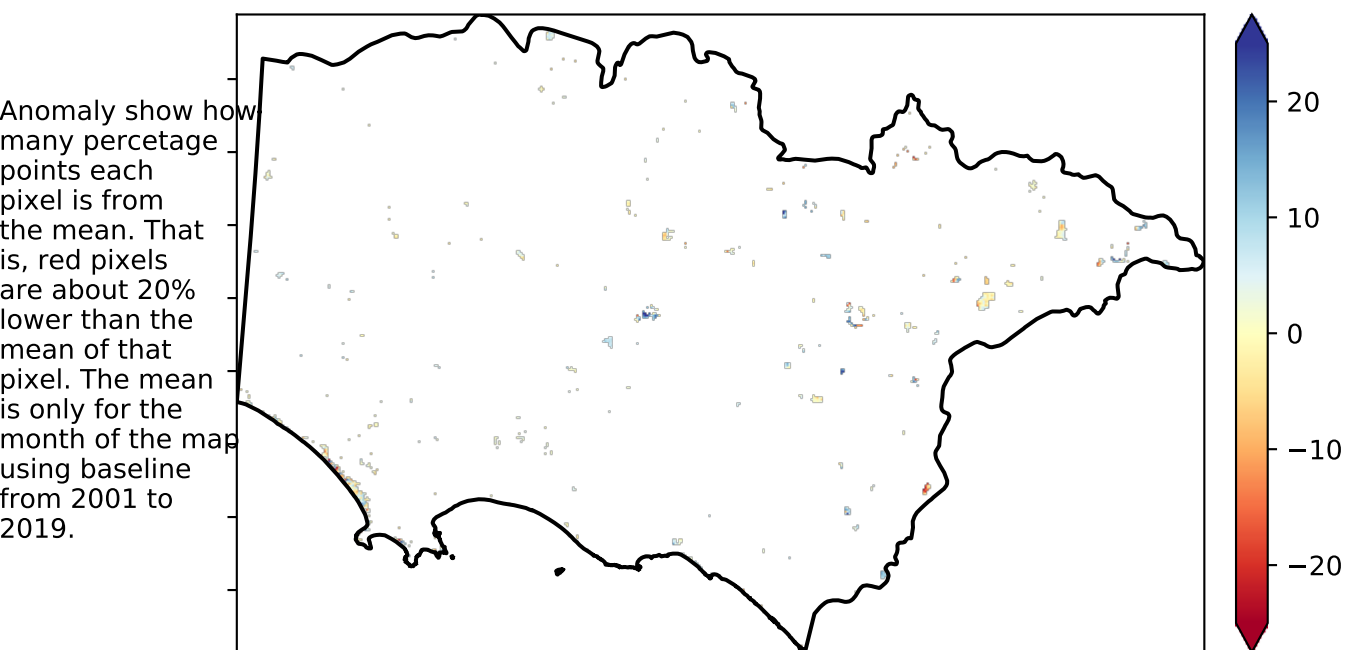 Anomaly show how
many percetage
points each
pixel is from
the mean. That
is, red pixels
are about 20%
lower than the
mean of that
pixel. The mean
is only for the
month of the map
using baseline
from 2001 to
2019.
20
10
0
−10
−20